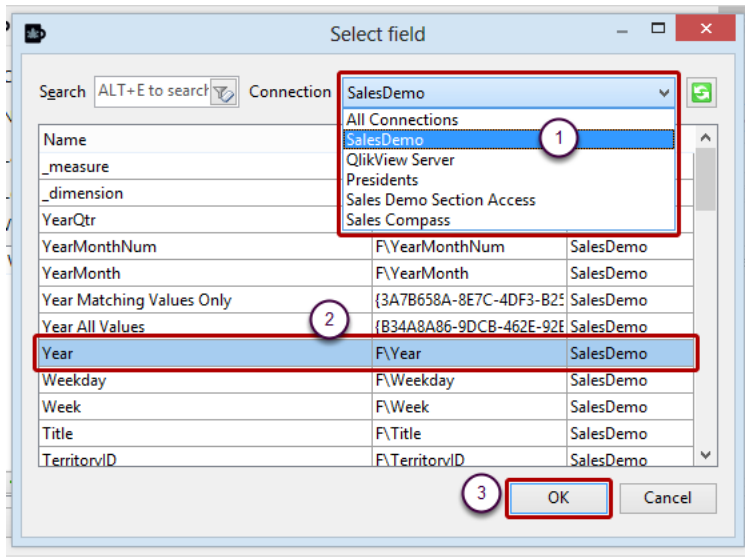 Select field
Search ALT+E to search Connection SalesDemo
All Connections
SalesDemo
1
QlikView Server
Presidents
Sales Demo Section Access
Sales Compass
Name
_measure
_dimension
YearQtr
YearMonthNum F\YearMonthNum SalesDemo
YearMonth F\YearMonth SalesDemo
Year Matching Values Only {3A7B658A-8E7C-4DF3-B25 SalesDemo
2
Year All Values {B34A8A86-9DCB-462E-92E SalesDemo
Year F\Year SalesDemo
Weekday F\Weekday SalesDemo
Week F\Week SalesDemo
Title F\Title SalesDemo
TerritoryID F\TerritoryID SalesDemo
3 OK Cancel